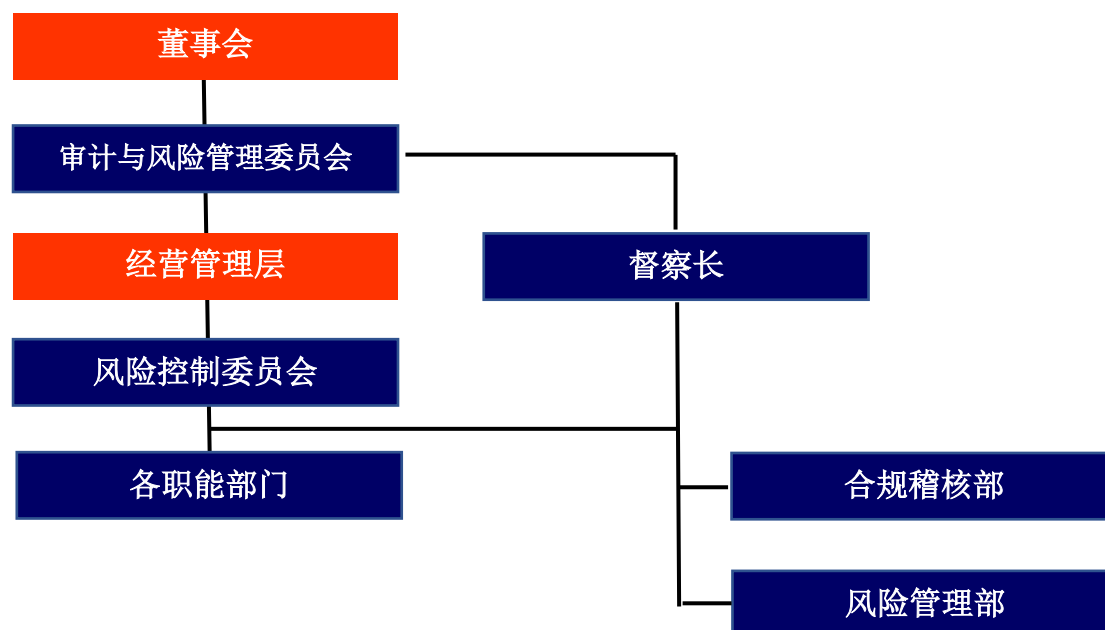 董事会
审计与风险管理委员会
经营管理层
督察长
风险控制委员会
各职能部门
合规稽核部
风险管理部